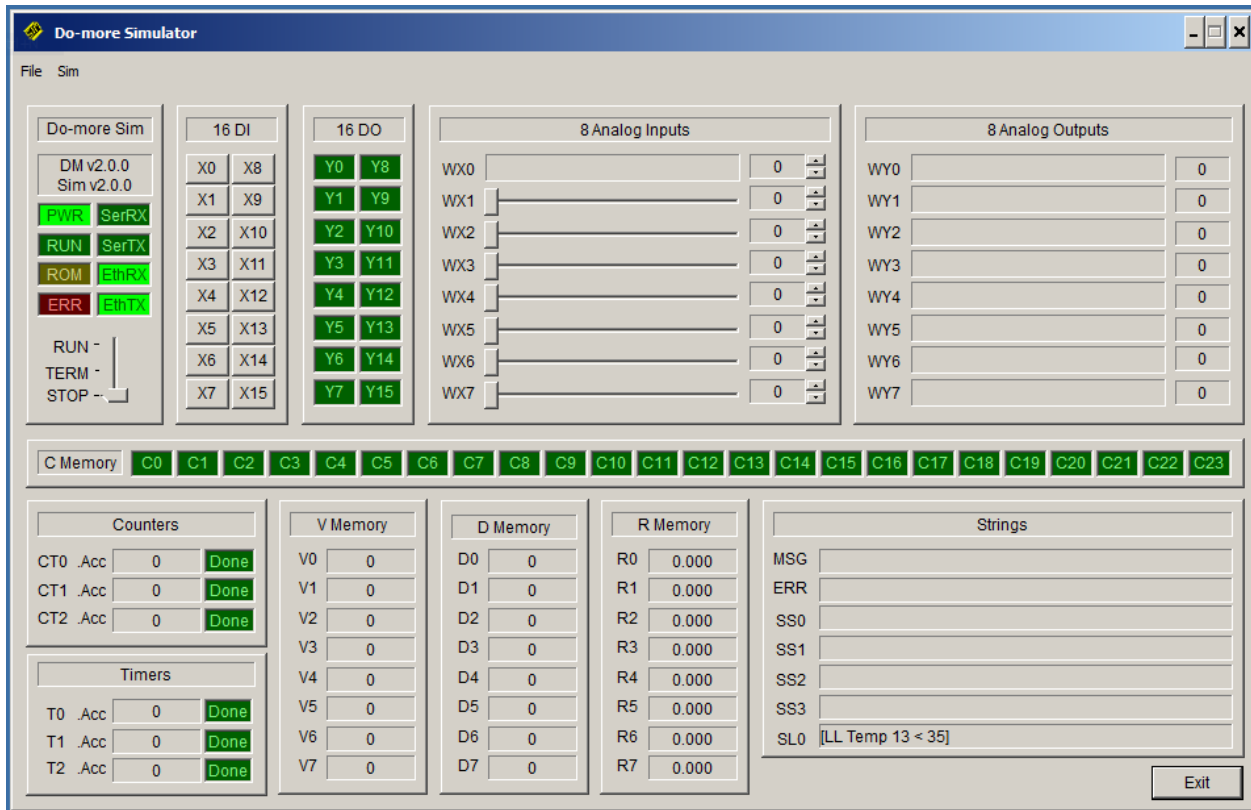 Do-more Simulator
File Sim
Do-more Sim
DM v2.0.0
Sim v2.0.0
PWR SerRX
RUN SerTX
ROM EthRX
ERR EthTX
RUN
TERM
STOP
16 DI
X0 X8
X1 X9
X2 X10
X3 X11
X4 X12
X5 X13
X6 X14
X7 X15
16 DO
Y0 Y8
Y1 Y9
Y2 Y10
Y3 Y11
Y4 Y12
Y5 Y13
Y6 Y14
Y7 Y15
8 Analog Inputs
WX0 0
WX1 0
WX2 0
WX3 0
WX4 0
WX5 0
WX6 0
WX7 0
8 Analog Outputs
WY0 0
WY1 0
WY2 0
WY3 0
WY4 0
WY5 0
WY6 0
WY7 0
C Memory C0 C1 C2 C3 C4 C5 C6 C7 C8 C9 C10 C11 C12 C13 C14 C15 C16 C17 C18 C19 C20 C21 C22 C23
Counters
CT0 .Acc 0 Done
CT1 .Acc 0 Done
CT2 .Acc 0 Done
Timers
T0 .Acc 0 Done
T1 .Acc 0 Done
T2 .Acc 0 Done
V Memory
V0 0
V1 0
V2 0
V3 0
V4 0
V5 0
V6 0
V7 0
D Memory
D0 0
D1 0
D2 0
D3 0
D4 0
D5 0
D6 0
D7 0
R Memory
R0 0.000
R1 0.000
R2 0.000
R3 0.000
R4 0.000
R5 0.000
R6 0.000
R7 0.000
Strings
MSG
ERR
SS0
SS1
SS2
SS3
SL0 [LL Temp 13 < 35]
Exit